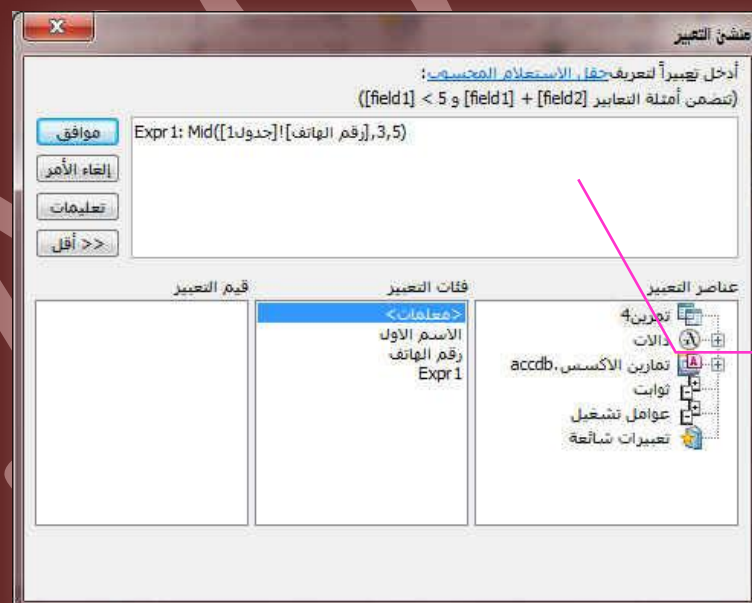 منشئ التعبير
أدخل تعبيراً لتعريف حقل الاستعلام المحسوب:
(تتضمن أمثلة التعابير [field1] + [field2] و [field1] < 5)
Expr1: Mid([جدول1]![رقم الهاتف],3,5)
موافق
إلغاء الأمر
تعليمات
<< أقل
عناصر التعبير
تمرين4
دالات
تمارين الاكسس.accdb
ثوابت
عوامل تشغيل
تعبيرات شائعة
فئات التعبير
<معلمات>
الاسم الاول
رقم الهاتف
Expr1
قيم التعبير